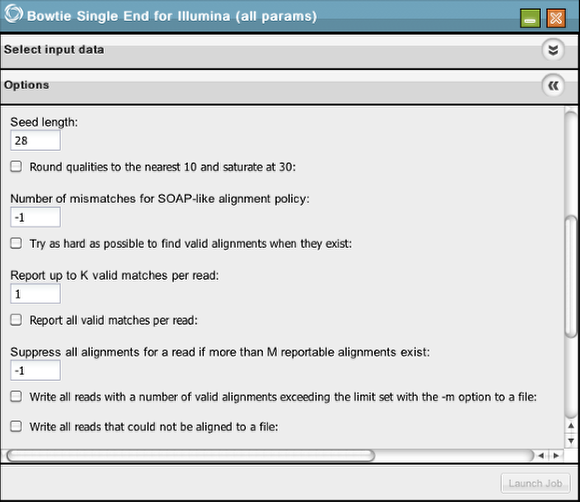 Bowtie Single End for Illumina (all params)
Select input data
Options
Seed length:
28
Round qualities to the nearest 10 and saturate at 30:
Number of mismatches for SOAP-like alignment policy:
-1
Try as hard as possible to find valid alignments when they exist:
Report up to K valid matches per read:
1
Report all valid matches per read:
Suppress all alignments for a read if more than M reportable alignments exist:
-1
Write all reads with a number of valid alignments exceeding the limit set with the -m option to a file:
Write all reads that could not be aligned to a file:
Launch Job